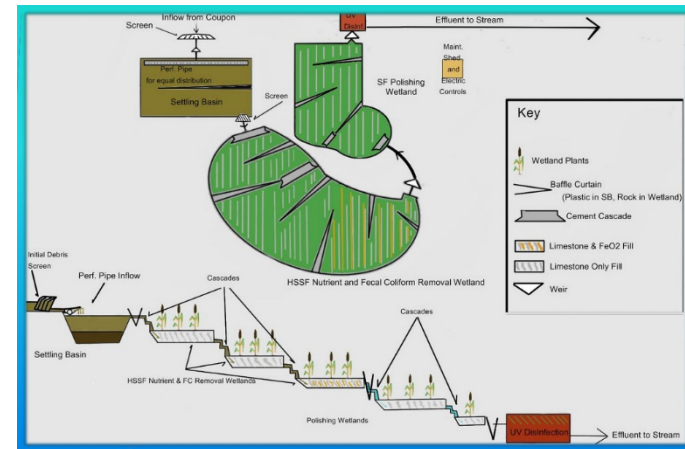 Inflow from Coupon
Screen
UV
Disinf.
Effluent to Stream
Perf. Pipe
for equal distribution
Settling Basin
Screen
SF Polishing
Wetland
Maint.
Shed
and
Electric
Controls
HSSF Nutrient and Fecal Coliform Removal Wetland
Key
Wetland Plants
Baffle Curtain
(Plastic in SB, Rock in Wetland)
Cement Cascade
Limestone & FeO2 Fill
Limestone Only Fill
Weir
Initial Debris
Screen
Perf. Pipe Inflow
Cascades
Cascades
Settling Basin
HSSF Nutrient & FC Removal Wetlands
Polishing Wetlands
UV Disinfection
Effluent to Stream